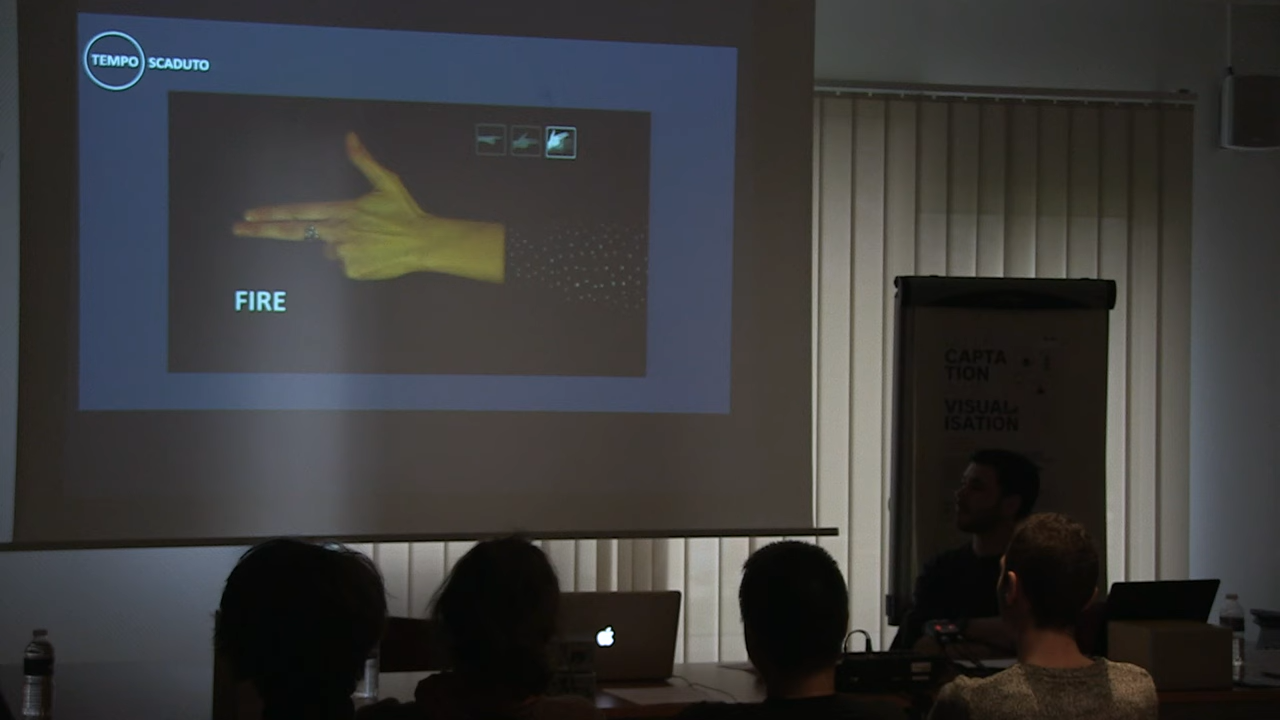 TEMPO SCADUTO
FIRE
CAPTA
TION
VISUAL
ISATION